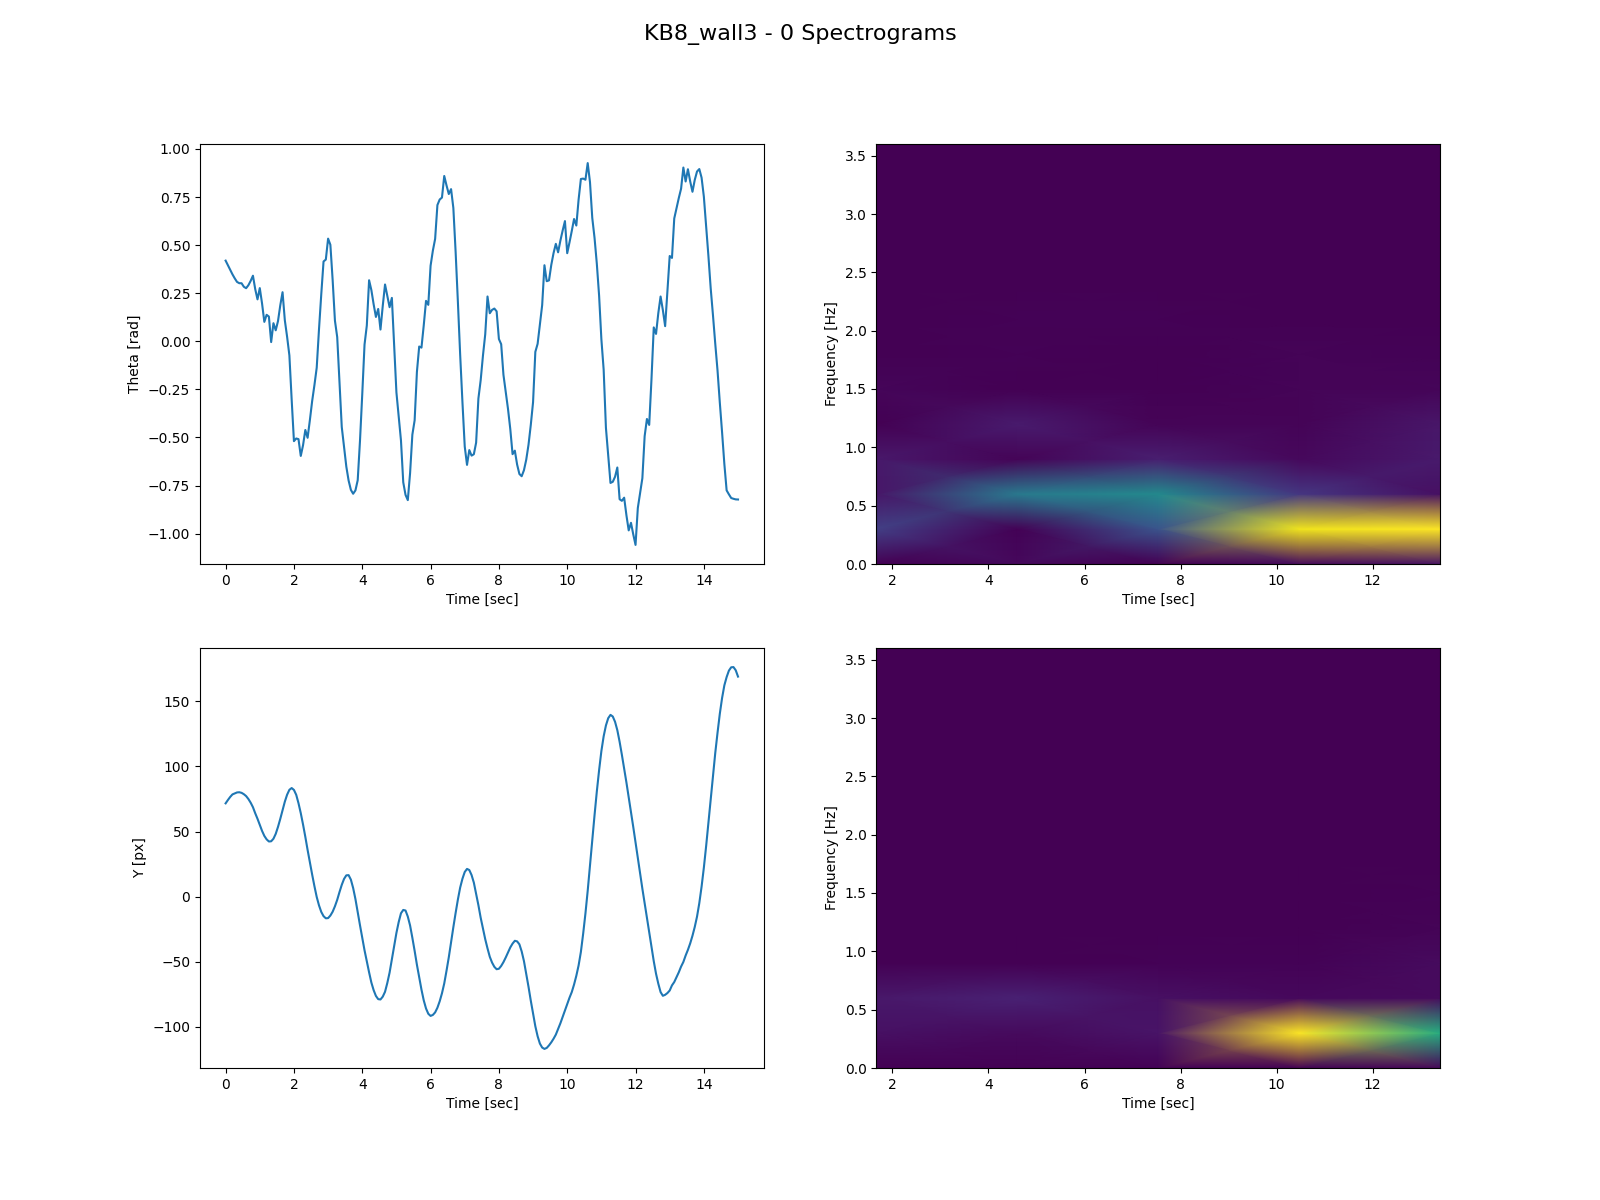 KB8_wall3 - 0 Spectrograms
1.00
0.75
0.50
0.25
0.00
−0.25
−0.50
−0.75
−1.00
Theta [rad]
0 2 4 6 8 10 12 14
Time [sec]
3.5
3.0
2.5
2.0
1.5
1.0
0.5
0.0
Frequency [Hz]
2 4 6 8 10 12
Time [sec]
150
100
50
0
−50
−100
Y [px]
0 2 4 6 8 10 12 14
Time [sec]
3.5
3.0
2.5
2.0
1.5
1.0
0.5
0.0
Frequency [Hz]
2 4 6 8 10 12
Time [sec]